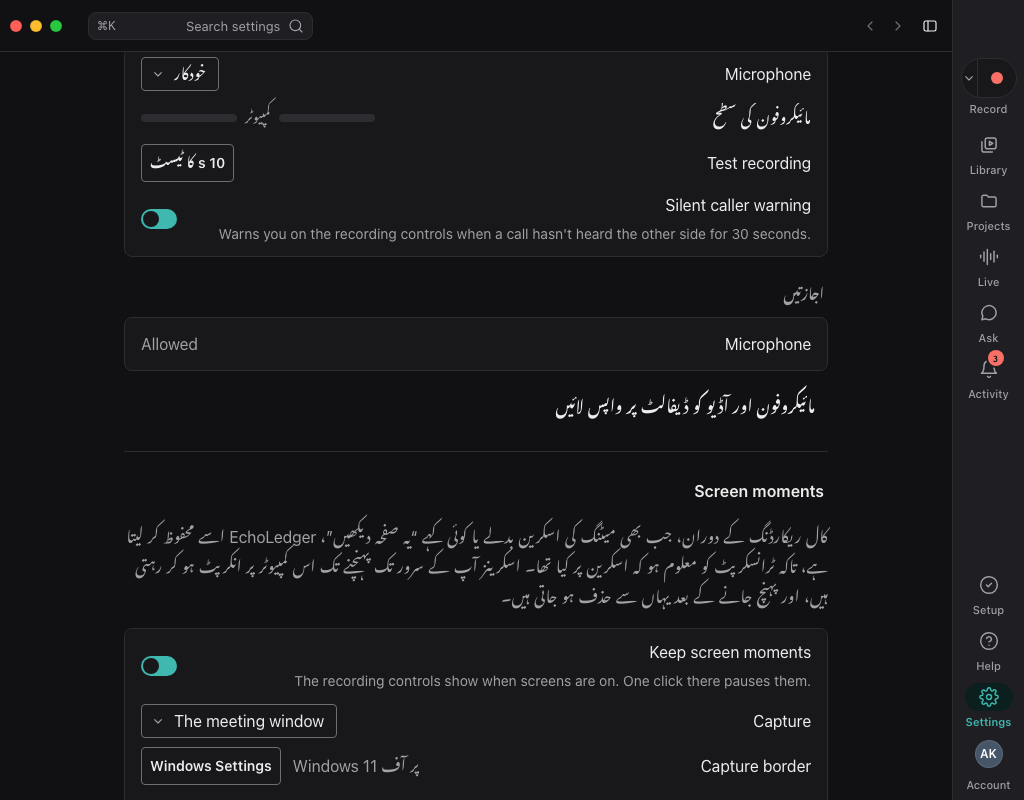 ⌘K Search settings
Microphone
خودکار
مائیکروفون کی سطح
کمپیوٹر
Test recording
10 s کا ٹیسٹ
Silent caller warning
Warns you on the recording controls when a call hasn't heard the other side for 30 seconds.
اجازتیں
Microphone
Allowed
مائیکروفون اور آڈیو کو ڈیفالٹ پر واپس لائیں
Screen moments
کال ریکارڈنگ کے دوران، جب بھی میٹنگ کی اسکرین بدلے یا کوئی کہے “یہ صفحہ دیکھیں”، EchoLedger اسے محفوظ کر لیتا
ہے، تاکہ ٹرانسکرپٹ کو معلوم ہو کہ اسکرین پر کیا تھا۔ اسکرینز آپ کے سرور تک پہنچنے تک اس کمپیوٹر پر انکرپٹ ہو کر رہتی
ہیں، اور پہنچ جانے کے بعد یہاں سے حذف ہو جاتی ہیں۔
Keep screen moments
The recording controls show when screens are on. One click there pauses them.
Capture
The meeting window
Capture border
Windows 11 پر آف
Windows Settings
Record
Library
Projects
Live
Ask
3
Activity
Setup
Help
Settings
AK
Account